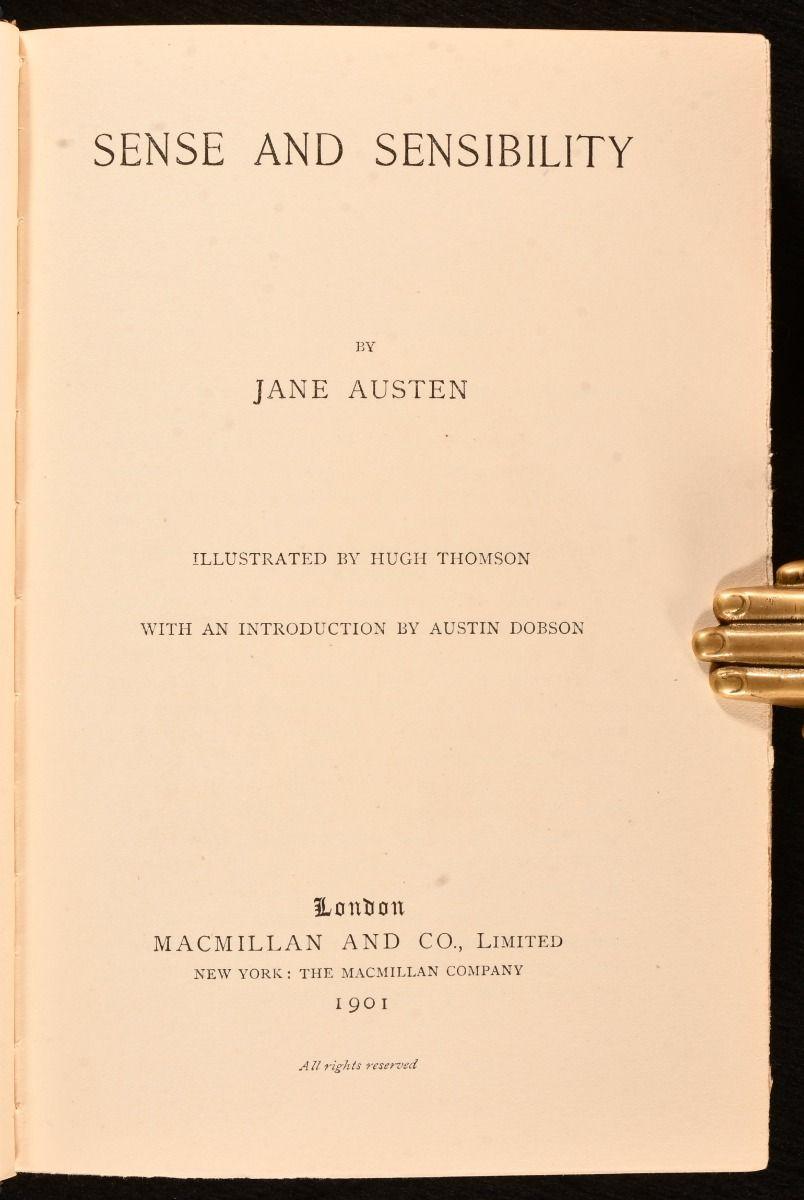 SENSE AND SENSIBILITY
BY
JANE AUSTEN
ILLUSTRATED BY HUGH THOMSON
WITH AN INTRODUCTION BY AUSTIN DOBSON
London
MACMILLAN AND CO., LIMITED
NEW YORK: THE MACMILLAN COMPANY
1901
All rights reserved